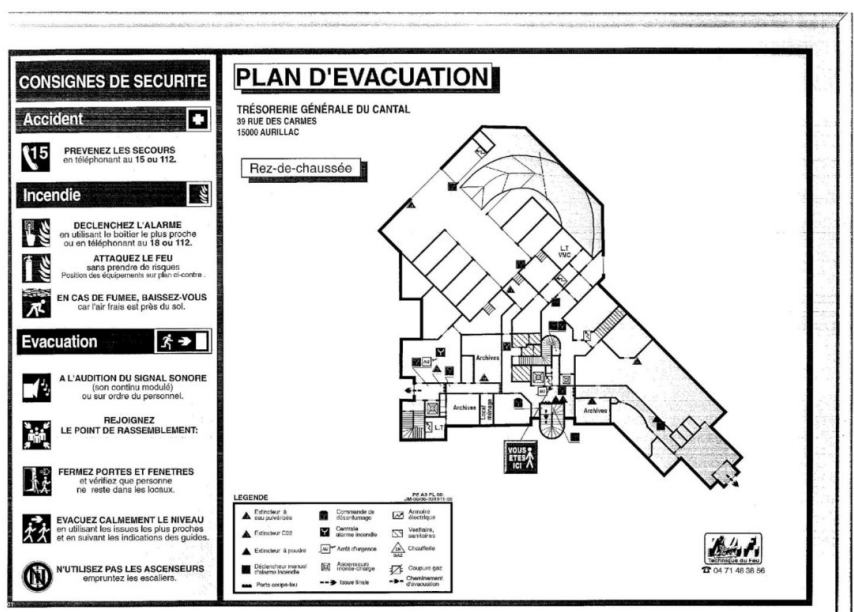 CONSIGNES DE SECURITE
Accident
15
PREVENEZ LES SECOURS
en téléphonant au 15 ou 112.
Incendie
DECLENCHEZ L'ALARME
en utilisant le boîtier le plus proche
ou en téléphonant au 18 ou 112.
ATTAQUEZ LE FEU
sans prendre de risques
Position des équipements sur plan ci-contre.
EN CAS DE FUMEE, BAISSEZ-VOUS
car l'air frais est près du sol.
Evacuation
A L'AUDITION DU SIGNAL SONORE
(son continu modulé)
ou sur ordre du personnel.
REJOIGNEZ
LE POINT DE RASSEMBLEMENT:
FERMEZ PORTES ET FENETRES
et vérifiez que personne
ne reste dans les locaux.
EVACUEZ CALMEMENT LE NIVEAU
en utilisant les issues les plus proches
et en suivant les indications des guides.
N'UTILISEZ PAS LES ASCENSEURS
empruntez les escaliers.
PLAN D'EVACUATION
TRÉSORERIE GÉNÉRALE DU CANTAL
39 RUE DES CARMES
15000 AURILLAC
Rez-de-chaussée
L.T
VMC
Archives
Archives
Local
ménage
Archives
L.T
VOUS
ETES
ICI
LEGENDE
Extincteur à
eau pulvérisée
Extincteur CO2
Extincteur à poudre
Déclencheur manuel
d'alarme incendie
Porte coupe-feu
Commande de
désenfumage
Centrale
alarme incendie
AU
Arrêt d'urgence
Ascenseurs
monte-charge
Issue finale
Armoire
électrique
Vestiaire,
sanitaires
GAZ
Chaufferie
Coupure gaz
Cheminement
d'évacuation
Technique du Feu
☎ 04 71 48 38 56